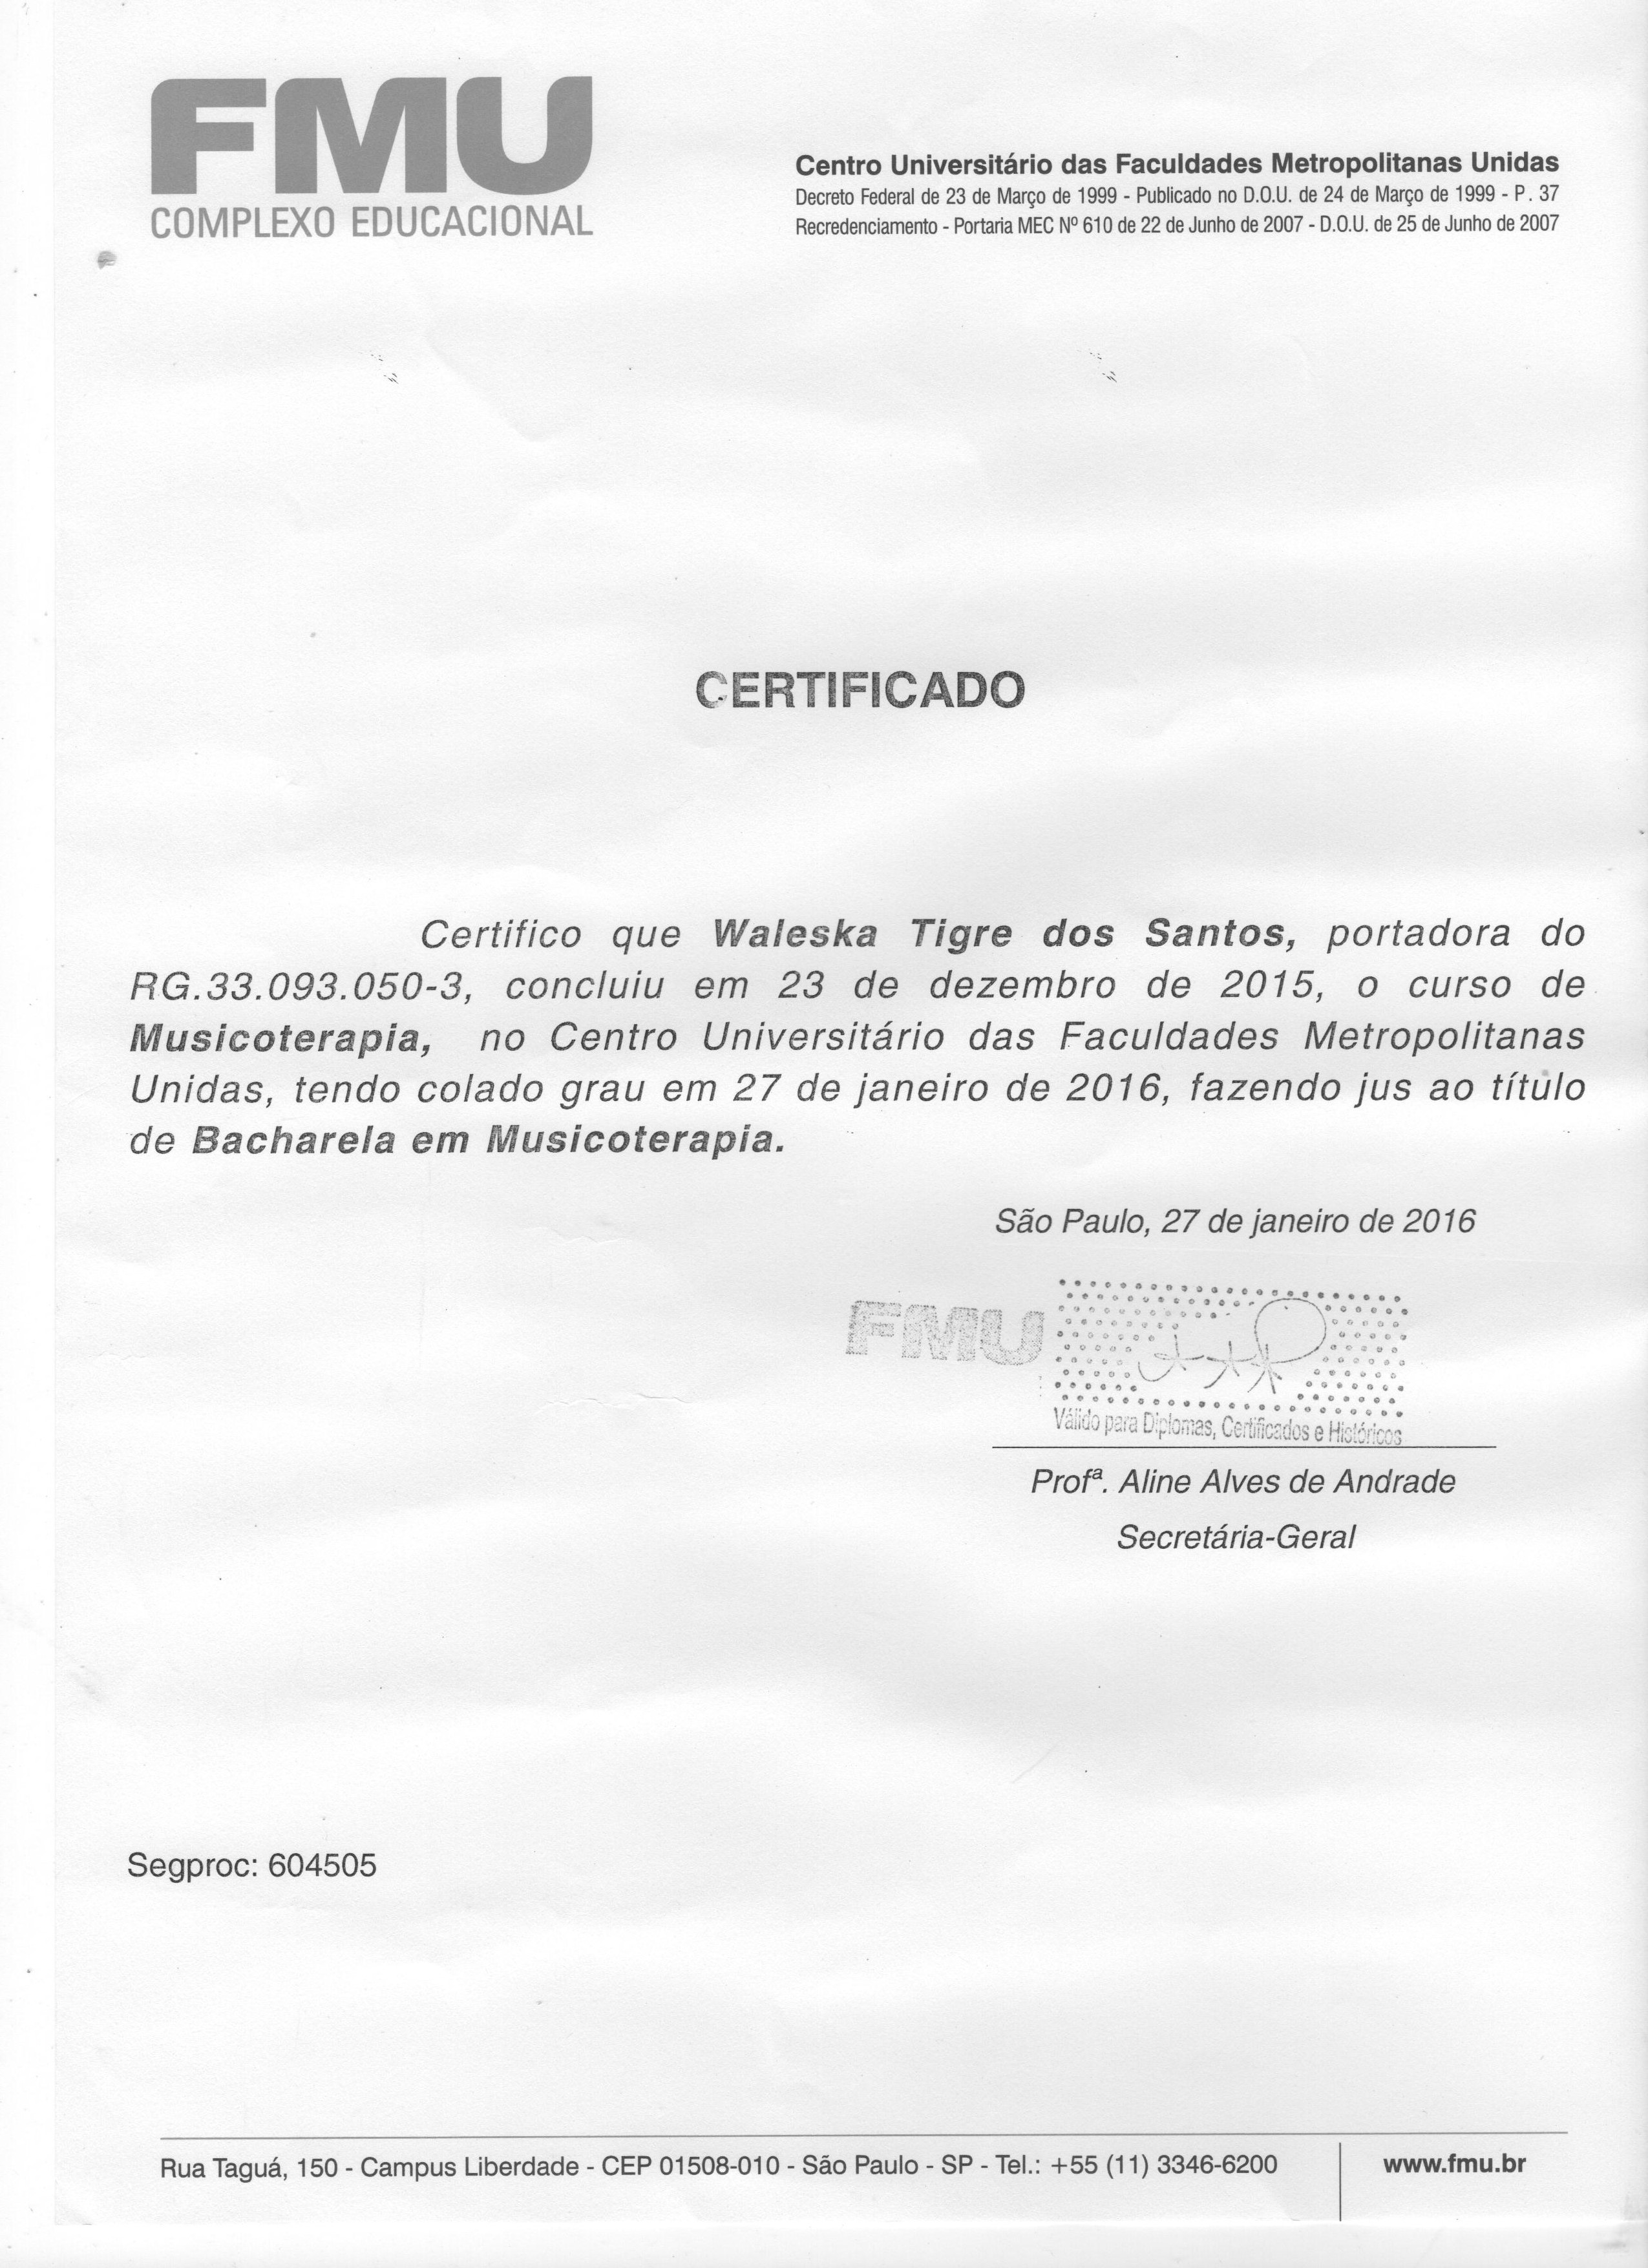 FMU
COMPLEXO EDUCACIONAL
Centro Universitário das Faculdades Metropolitanas Unidas
Decreto Federal de 23 de Março de 1999 - Publicado no D.O.U. de 24 de Março de 1999 - P. 37
Recredenciamento - Portaria MEC Nº 610 de 22 de Junho de 2007 - D.O.U. de 25 de Junho de 2007
CERTIFICADO
Certifico que Waleska Tigre dos Santos, portadora do
RG.33.093.050-3, concluiu em 23 de dezembro de 2015, o curso de
Musicoterapia, no Centro Universitário das Faculdades Metropolitanas
Unidas, tendo colado grau em 27 de janeiro de 2016, fazendo jus ao título
de Bacharela em Musicoterapia.
São Paulo, 27 de janeiro de 2016
FMU
Válido para Diplomas, Certificados e Históricos
Profª. Aline Alves de Andrade
Secretária-Geral
Segproc: 604505
Rua Taguá, 150 - Campus Liberdade - CEP 01508-010 - São Paulo - SP - Tel.: +55 (11) 3346-6200
www.fmu.br